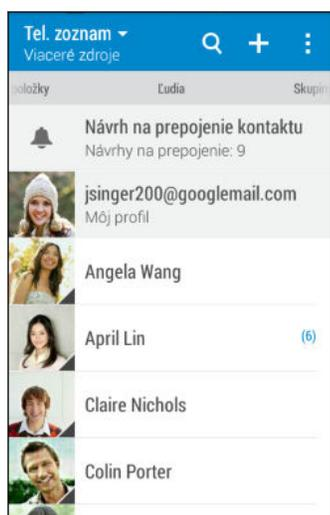 Tel. zoznam
Viaceré zdroje
Ľudia
Návrh na prepojenie kontaktu
Návrhy na prepojenie: 9
jsinger200@googlemail.com
Môj profil
Angela Wang
April Lin (6)
Claire Nichols
Colin Porter